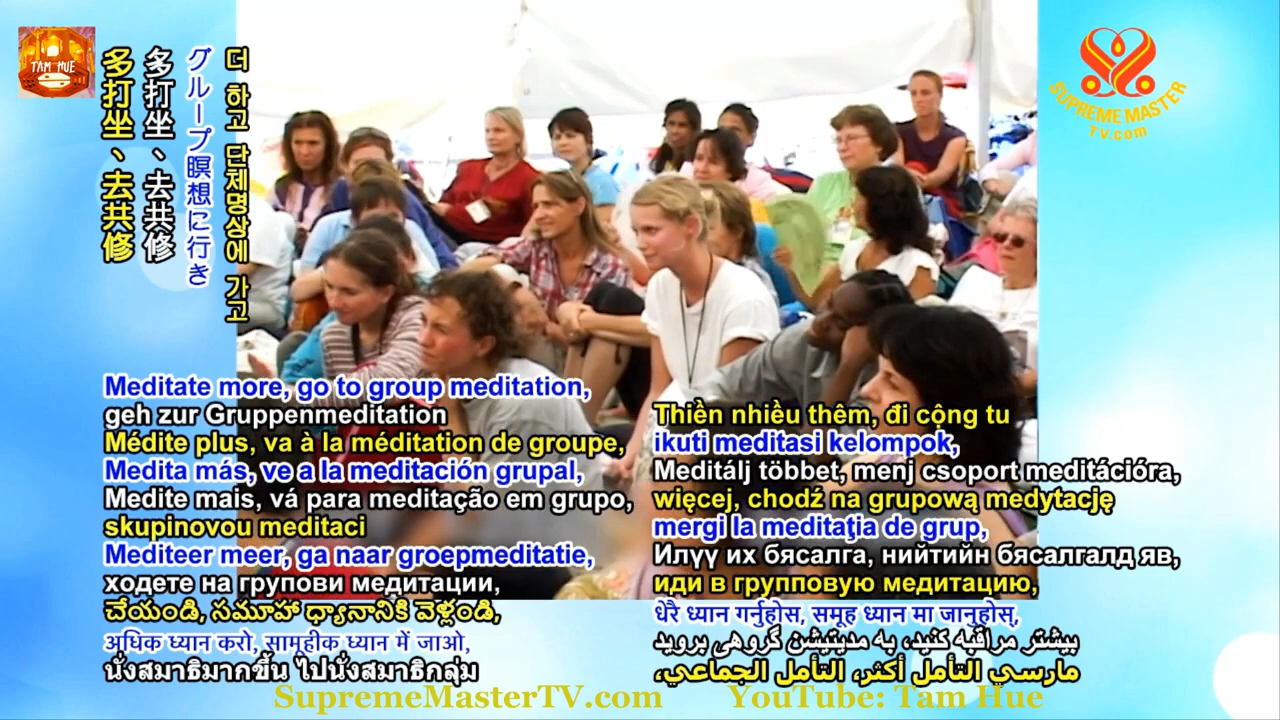 TAM HUE
多打坐、去共修
多打坐、去共修
グループ瞑想に行き
더 하고 단체명상에 가고
SUPREME MASTER
TV.com
Meditate more, go to group meditation,
geh zur Gruppenmeditation
Médite plus, va à la méditation de groupe,
Medita más, ve a la meditación grupal,
Medite mais, vá para meditação em grupo,
skupinovou meditaci
Mediteer meer, ga naar groepmeditatie,
ходете на групови медитации,
చేయండి, సమూహా ధ్యానానికి వెళ్లండి,
अधिक ध्यान करो, सामूहीक ध्यान में जाओ,
นั่งสมาธิมากขึ้น ไปนั่งสมาธิกลุ่ม
Thiền nhiều thêm, đi cộng tu
ikuti meditasi kelompok,
Meditálj többet, menj csoport meditációra,
więcej, chodź na grupową medytację
mergi la meditaţia de grup,
Илүү их бясалга, нийтийн бясалгалд яв,
иди в групповую медитацию,
धेरै ध्यान गर्नुहोस, समूह ध्यान मा जानुहोस्,
بیشتر مراقبه کنید، به مدیتیشن گروهی بروید
مارسي التأمل أكثر، التأمل الجماعي،
SupremeMasterTV.com
YouTube: Tam Hue